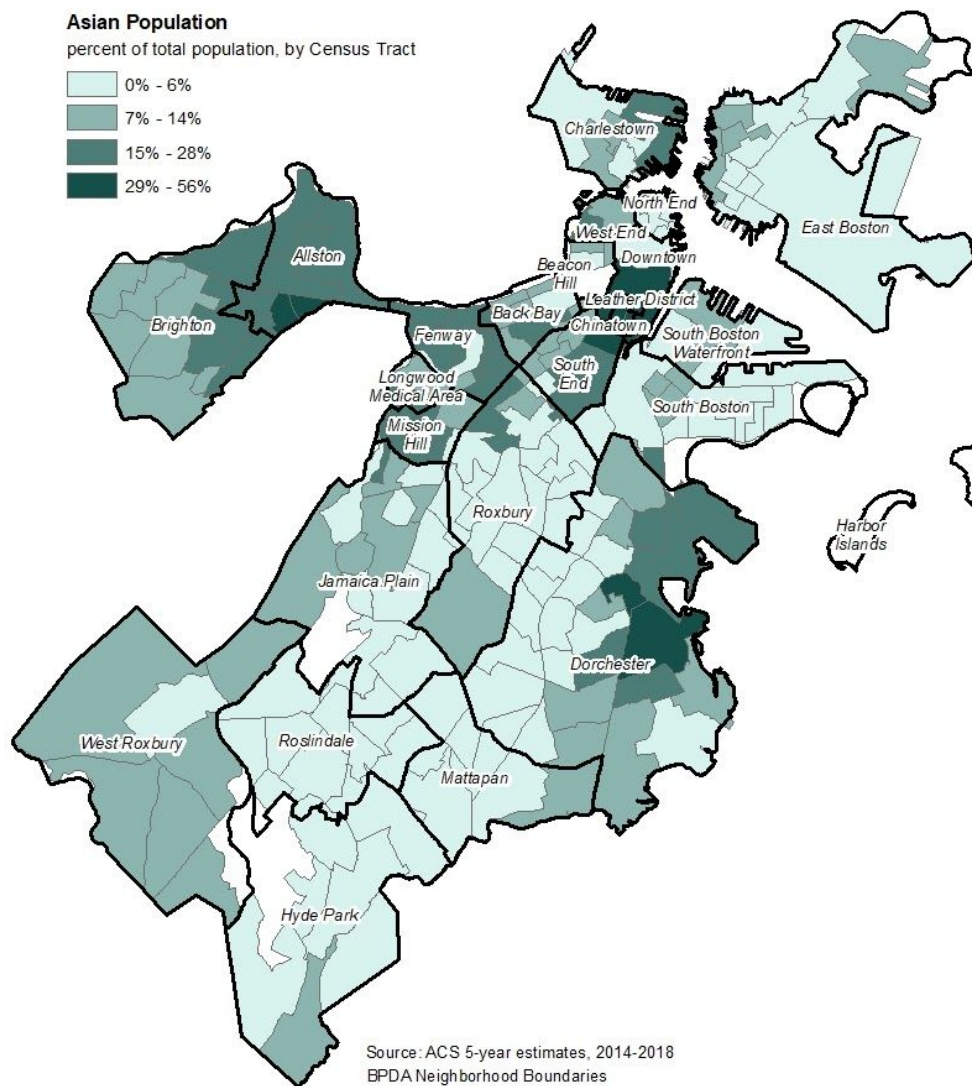 Asian Population
percent of total population, by Census Tract
0% - 6%
7% - 14%
15% - 28%
29% - 56%
Charlestown
North End
West End
East Boston
Allston
Downtown
Beacon
Hill
Leather District
Back Bay
Chinatown
Brighton
Fenway
South Boston
Waterfront
South
End
Longwood
Medical Area
South Boston
Mission
Hill
Roxbury
Harbor
Islands
Jamaica Plain
Dorchester
West Roxbury
Roslindale
Mattapan
Hyde Park
Source: ACS 5-year estimates, 2014-2018
BPDA Neighborhood Boundaries